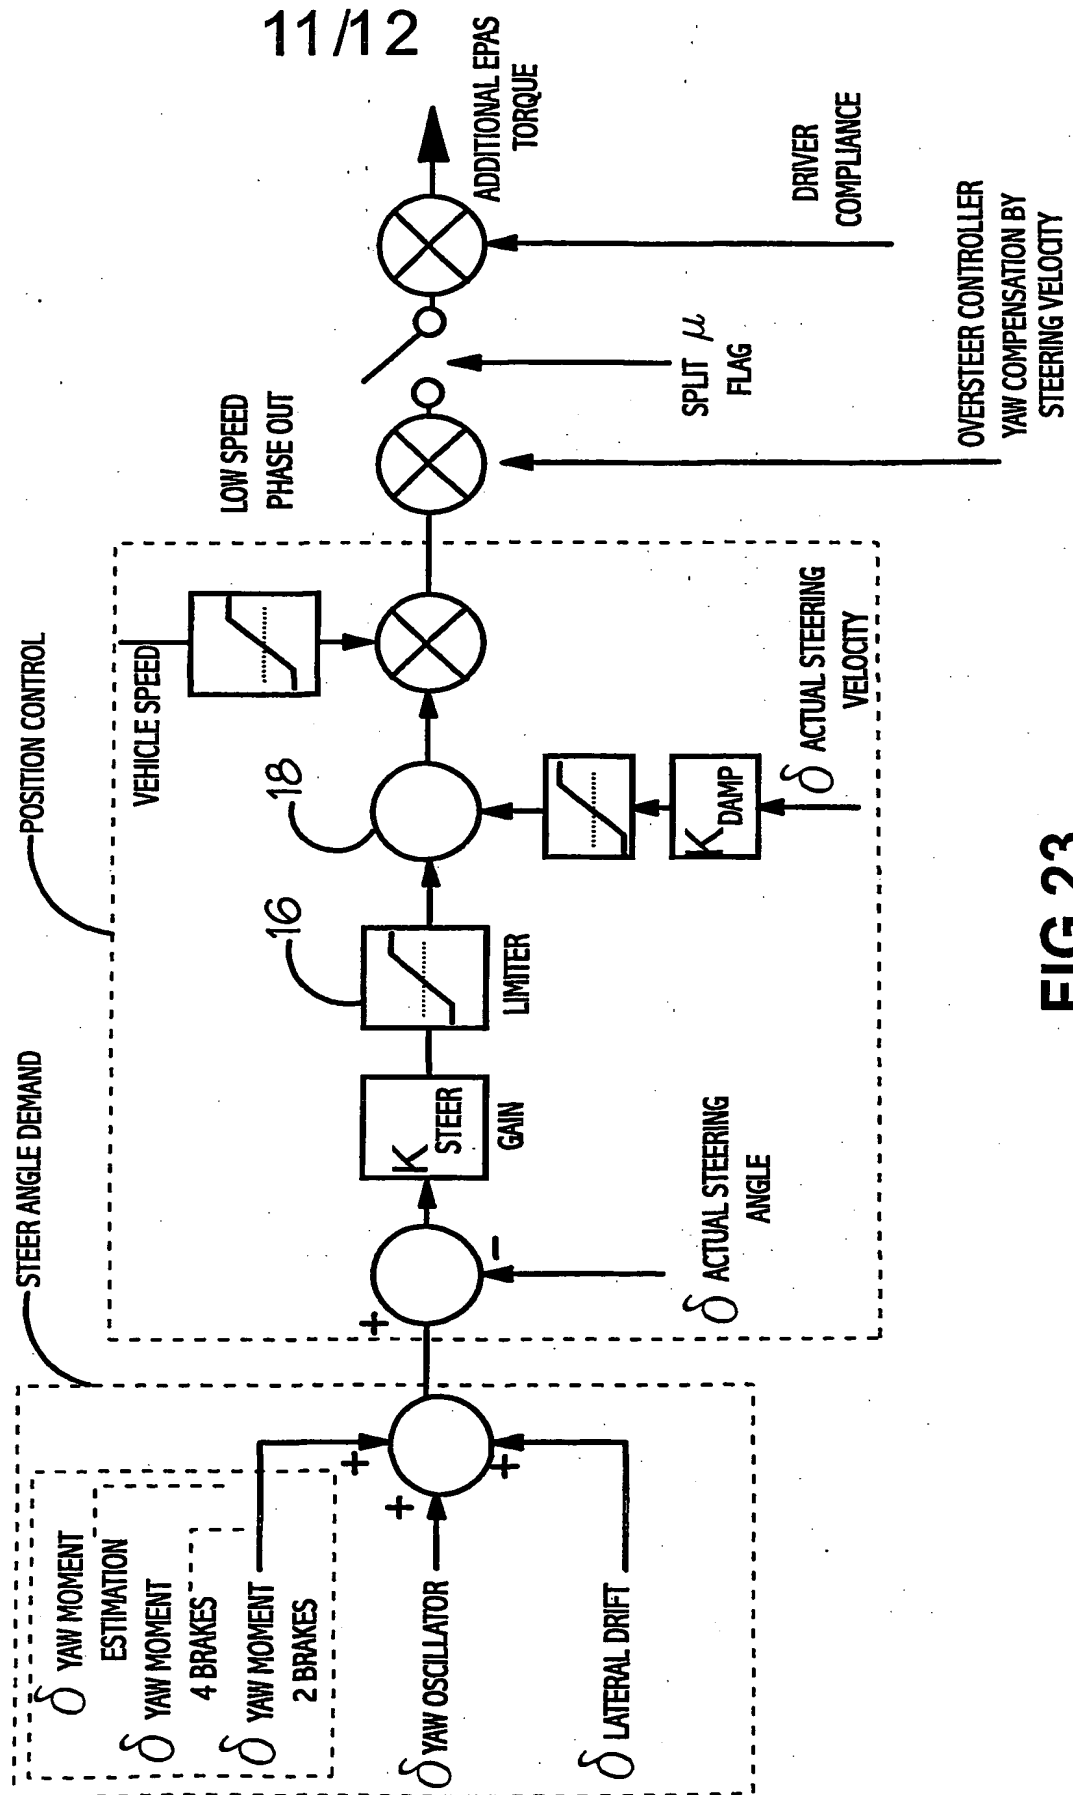 11/12
STEER ANGLE DEMAND
POSITION CONTROL
δ YAW MOMENT
ESTIMATION
δ YAW MOMENT
4 BRAKES
δ YAW MOMENT
2 BRAKES
δ YAW OSCILLATOR
δ LATERAL DRIFT
+
+
+
+
-
δ ACTUAL STEERING
ANGLE
K STEER
GAIN
16
LIMITER
18
K DAMP
δ ACTUAL STEERING
VELOCITY
VEHICLE SPEED
LOW SPEED
PHASE OUT
OVERSTEER CONTROLLER
YAW COMPENSATION BY
STEERING VELOCITY
SPLIT μ
FLAG
DRIVER
COMPLIANCE
ADDITIONAL EPAS
TORQUE
FIG 23